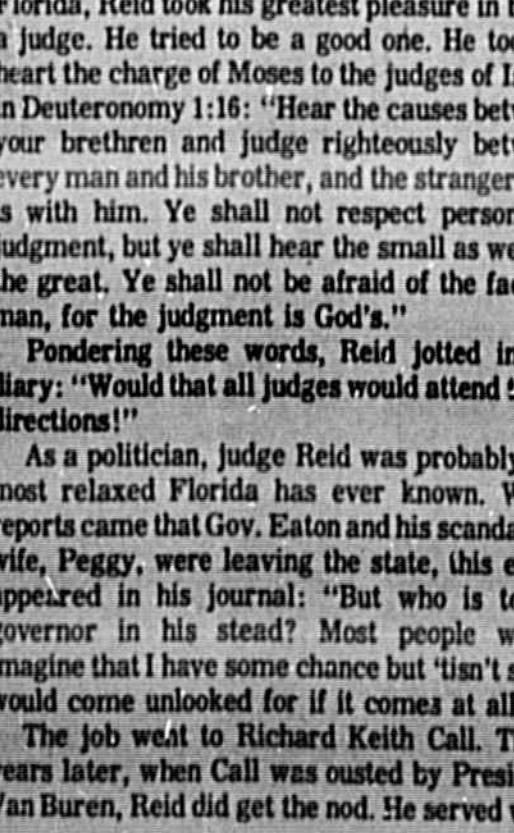 Florida, Reid took his greatest pleasure in
a judge. He tried to be a good one. He too
heart the charge of Moses to the judges of I
n Deuteronomy 1:16: "Hear the causes betw
your brethren and judge righteously betw
every man and his brother, and the stranger
s with him. Ye shall not respect person
judgment, but ye shall hear the small as we
the great. Ye shall not be afraid of the fac
man, for the judgment is God's."
Pondering these words, Reid jotted in
diary: "Would that all judges would attend t
directions!"
As a politician, Judge Reid was probably
most relaxed Florida has ever known. W
reports came that Gov. Eaton and his scanda
wife, Peggy, were leaving the state, this e
appeared in his journal: "But who is to
governor in his stead? Most people w
magine that I have some chance but 'tisn't s
would come unlooked for if it comes at all
The job went to Richard Keith Call. T
years later, when Call was ousted by Presi
Van Buren, Reid did get the nod. He served